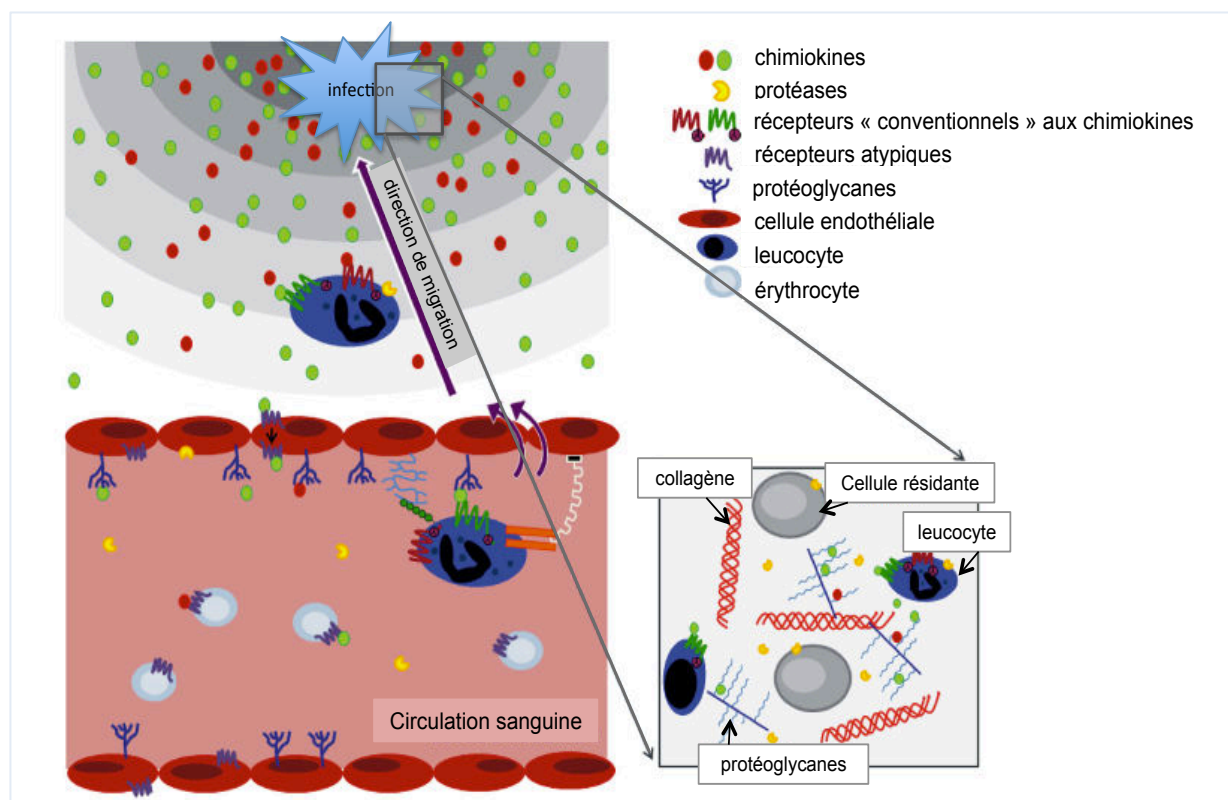 infection
direction de migration
Circulation sanguine
chimiokines
protéases
récepteurs « conventionnels » aux chimiokines
récepteurs atypiques
protéoglycanes
cellule endothéliale
leucocyte
érythrocyte
collagène
Cellule résidante
leucocyte
protéoglycanes